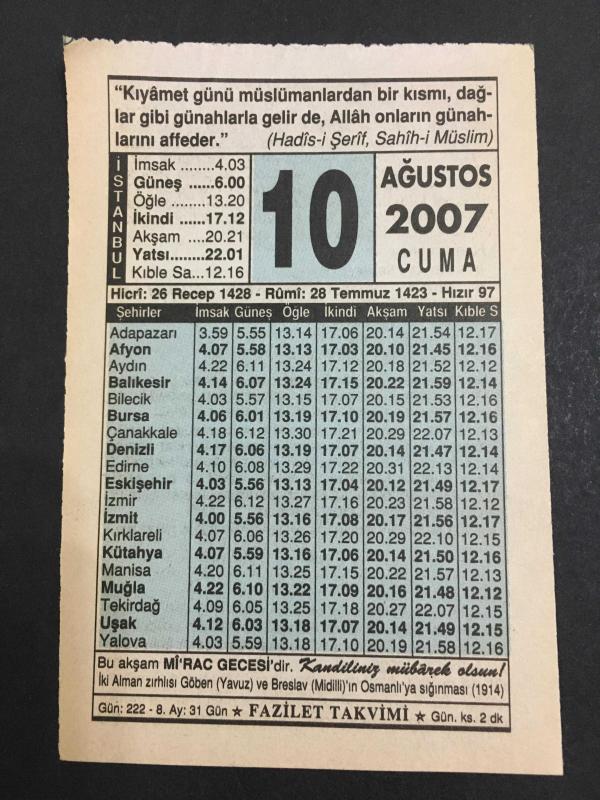 “Kıyâmet günü müslümanlardan bir kısmı, dağ-
lar gibi günahlarla gelir de, Allâh onların günah-
larını affeder.” (Hadîs-i Şerîf, Sahîh-i Müslim)
İSTANBUL
İmsak ........4.03
Güneş ......6.00
Öğle ........13.20
İkindi ......17.12
Akşam ....20.21
Yatsı........22.01
Kıble Sa...12.16
10
AĞUSTOS
2007
CUMA
Hicrî: 26 Recep 1428 - Rûmî: 28 Temmuz 1423 - Hızır 97
Şehirler İmsak Güneş Öğle İkindi Akşam Yatsı Kıble S
Adapazarı 3.59 5.55 13.14 17.06 20.14 21.54 12.17
Afyon 4.07 5.58 13.13 17.03 20.10 21.45 12.16
Aydın 4.22 6.11 13.24 17.12 20.18 21.52 12.12
Balıkesir 4.14 6.07 13.24 17.15 20.22 21.59 12.14
Bilecik 4.03 5.57 13.15 17.07 20.15 21.53 12.16
Bursa 4.06 6.01 13.19 17.10 20.19 21.57 12.16
Çanakkale 4.18 6.12 13.30 17.21 20.29 22.07 12.13
Denizli 4.17 6.06 13.19 17.07 20.14 21.47 12.14
Edirne 4.10 6.08 13.29 17.22 20.31 22.13 12.14
Eskişehir 4.03 5.56 13.13 17.04 20.12 21.49 12.17
İzmir 4.22 6.12 13.27 17.16 20.23 21.58 12.12
İzmit 4.00 5.56 13.16 17.08 20.17 21.56 12.17
Kırklareli 4.07 6.06 13.26 17.20 20.29 22.10 12.15
Kütahya 4.07 5.59 13.16 17.06 20.14 21.50 12.16
Manisa 4.20 6.11 13.25 17.15 20.22 21.57 12.13
Muğla 4.22 6.10 13.22 17.09 20.16 21.48 12.12
Tekirdağ 4.09 6.05 13.25 17.18 20.27 22.07 12.15
Uşak 4.12 6.03 13.18 17.07 20.14 21.49 12.15
Yalova 4.03 5.59 13.18 17.10 20.19 21.58 12.16
Bu akşam MÎ'RAC GECESİ'dir. Kandiliniz mübârek olsun!
İki Alman zırhlısı Göben (Yavuz) ve Breslav (Midilli)'ın Osmanlı'ya sığınması (1914)
Gün: 222 - 8. Ay: 31 Gün ★ FAZİLET TAKVİMİ ★ Gün. ks. 2 dk